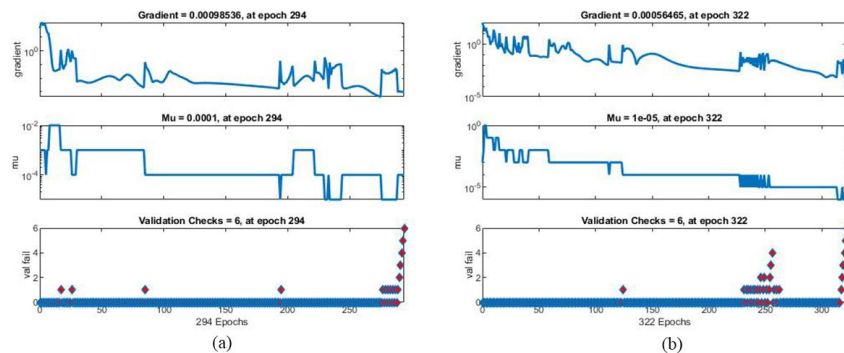 Gradient = 0.00098536, at epoch 294
gradient
10^0
Mu = 0.0001, at epoch 294
mu
10^-2
10^-4
Validation Checks = 6, at epoch 294
val fail
6
4
2
0
0 50 100 150 200 250
294 Epochs
(a)
Gradient = 0.00056465, at epoch 322
gradient
10^0
10^-5
Mu = 1e-05, at epoch 322
mu
10^0
10^-5
Validation Checks = 6, at epoch 322
val fail
6
4
2
0
0 50 100 150 200 250 300
322 Epochs
(b)